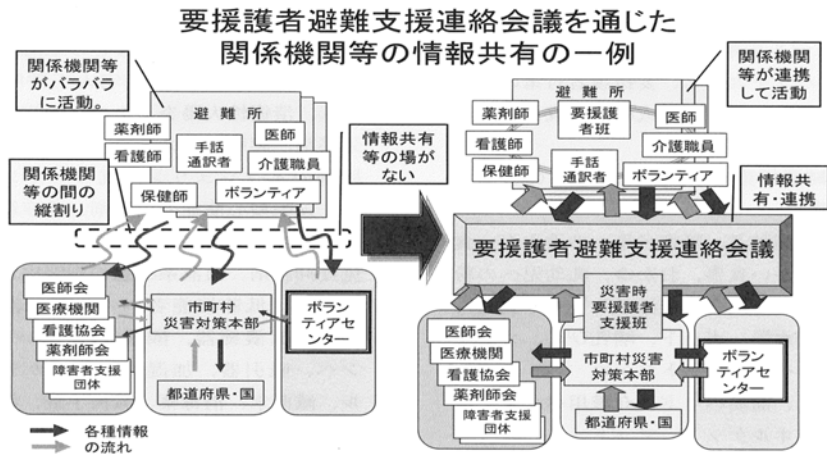 要援護者避難支援連絡会議を通じた
関係機関等の情報共有の一例
関係機関等
がバラバラ
に活動。
避難所
薬剤師
医師
看護師
手話
通訳者
介護職員
保健師
ボランティア
関係機関
等の間の
縦割り
情報共有
等の場が
ない
医師会
医療機関
看護協会
薬剤師会
障害者支援
団体
市町村
災害対策本部
都道府県・国
ボラン
ティアセ
ンター
各種情報
の流れ
関係機関
等が連携
して活動
避難所
薬剤師
要援護
者班
医師
看護師
介護職員
保健師
手話
通訳者
ボランティア
情報共
有・連携
要援護者避難支援連絡会議
災害時
要援護者
支援班
医師会
医療機関
看護協会
薬剤師会
障害者支援
団体
市町村災害
対策本部
都道府県・国
ボラン
ティアセ
ンター